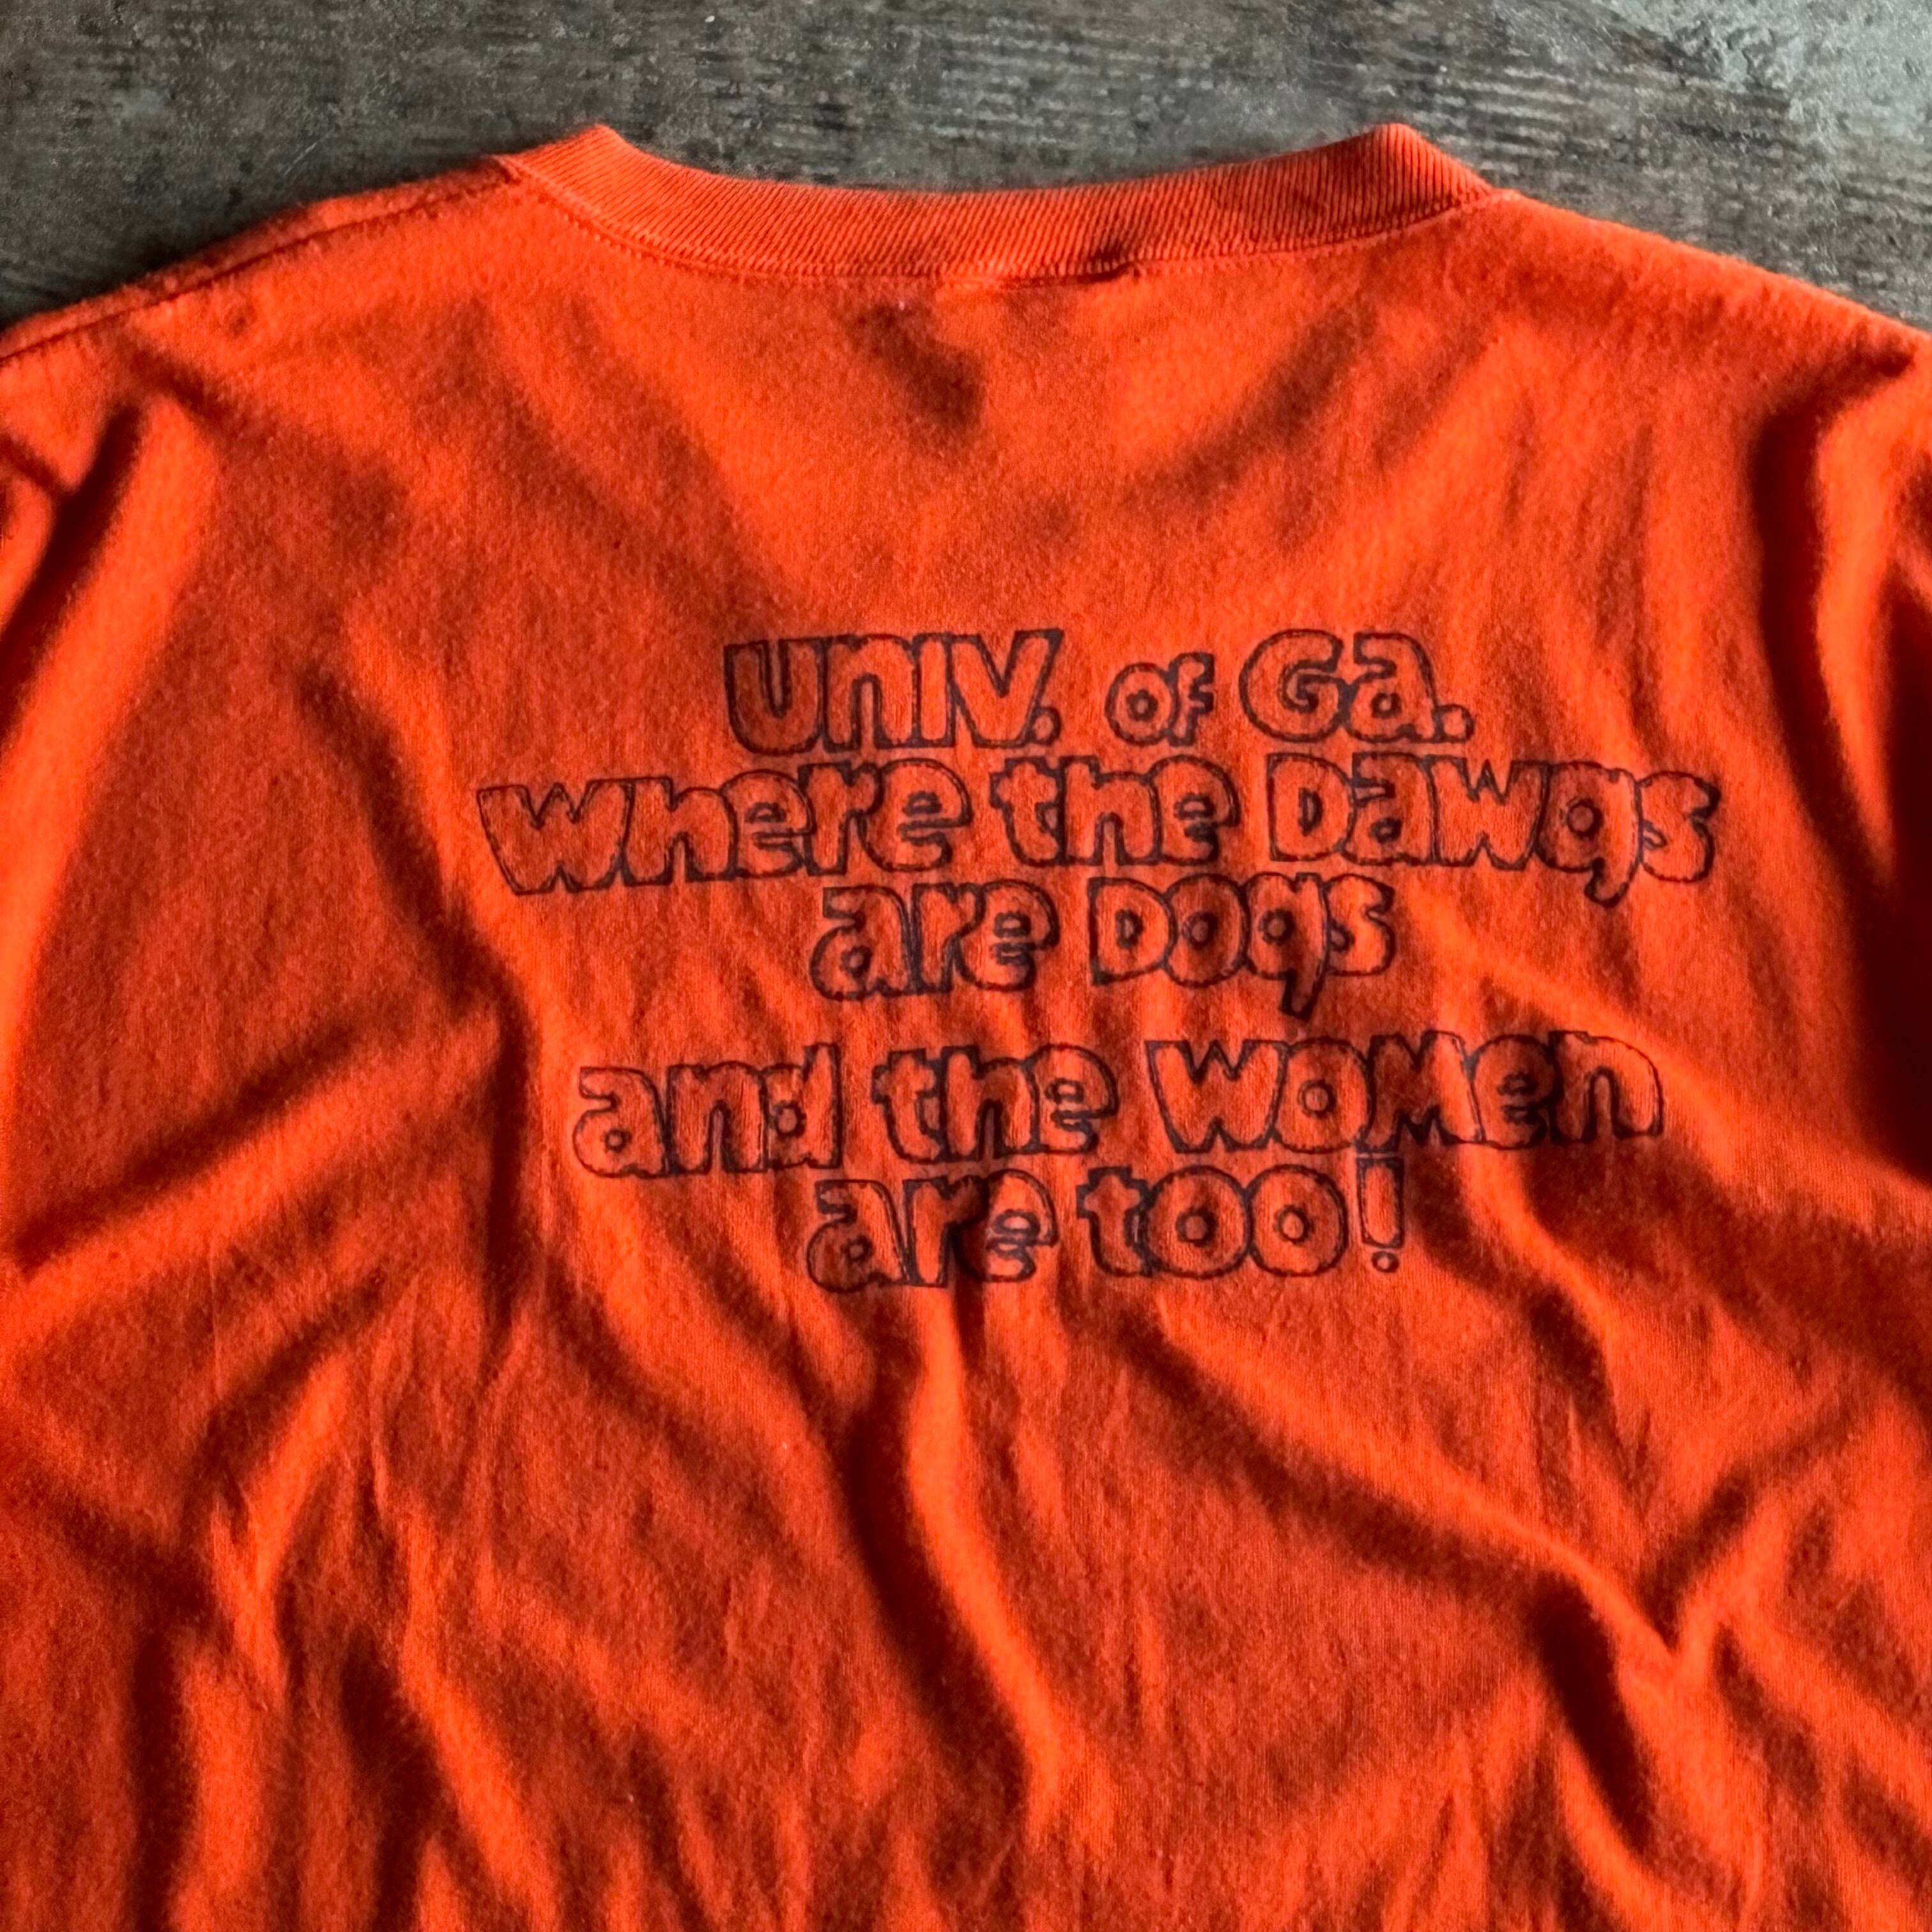 Univ. of Ga.
Where the Dawgs
are Dogs
and the Women
are too!